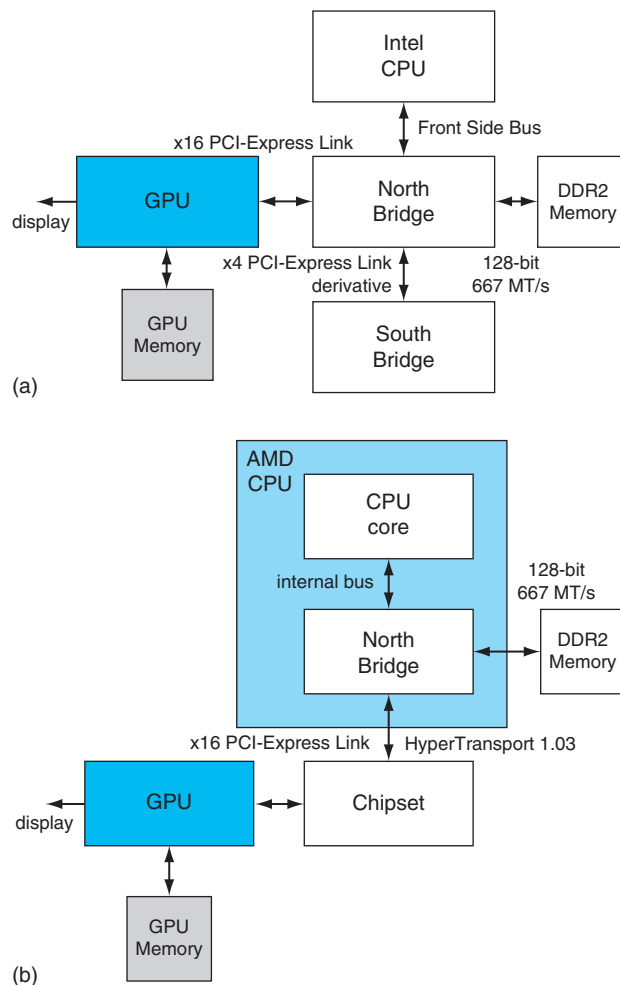 Intel
CPU
Front Side Bus
x16 PCI-Express Link
GPU
North
Bridge
DDR2
Memory
display
x4 PCI-Express Link
derivative
128-bit
667 MT/s
GPU
Memory
South
Bridge
(a)
AMD
CPU
CPU
core
internal bus
128-bit
667 MT/s
North
Bridge
DDR2
Memory
x16 PCI-Express Link
HyperTransport 1.03
GPU
Chipset
display
GPU
Memory
(b)